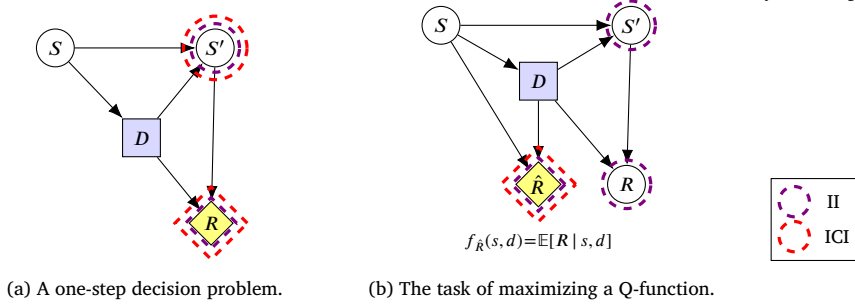 S
S′
D
R
(a) A one-step decision problem.
S
S′
D
R̂
R
f_R̂(s, d)=𝔼[R | s, d]
(b) The task of maximizing a Q-function.
II
ICI